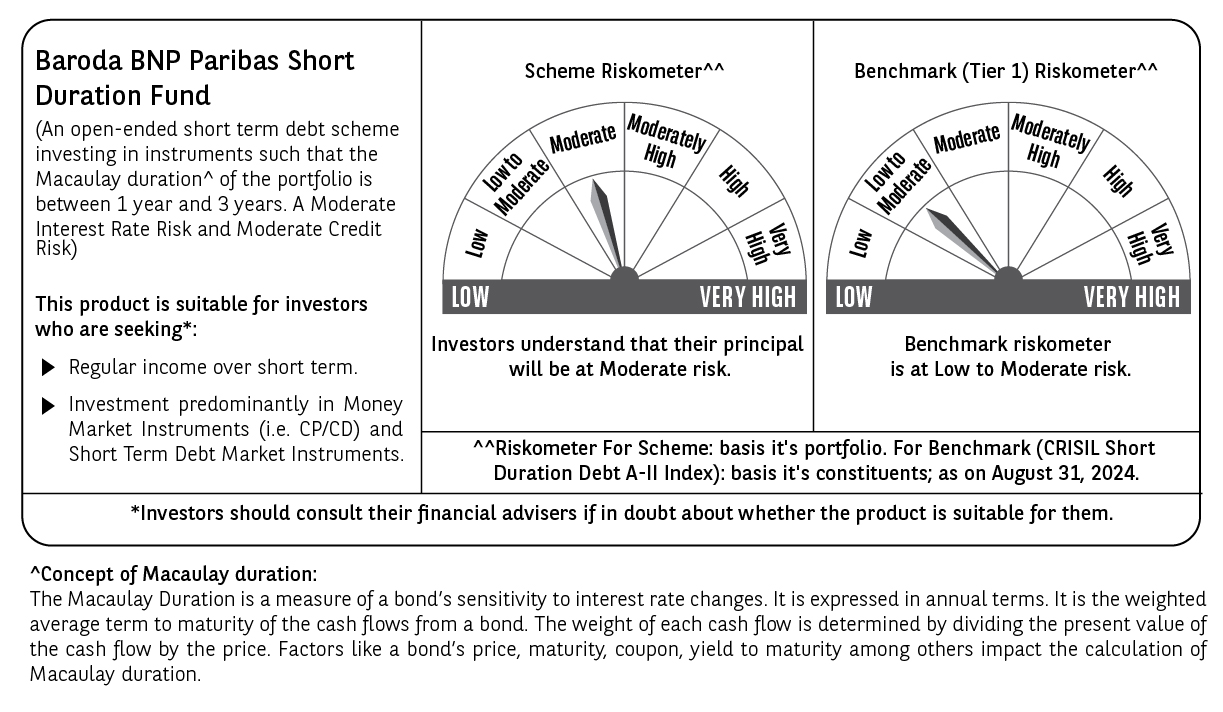 Baroda BNP Paribas Short
Duration Fund
(An open-ended short term debt scheme
investing in instruments such that the
Macaulay duration^ of the portfolio is
between 1 year and 3 years. A Moderate
Interest Rate Risk and Moderate Credit
Risk)
This product is suitable for investors
who are seeking*:
Regular income over short term.
Investment predominantly in Money
Market Instruments (i.e. CP/CD) and
Short Term Debt Market Instruments.
Scheme Riskometer^^
Low
Low to
Moderate
Moderate
Moderately
High
High
Very
High
LOW VERY HIGH
Investors understand that their principal
will be at Moderate risk.
Benchmark (Tier 1) Riskometer^^
Low
Low to
Moderate
Moderate
Moderately
High
High
Very
High
LOW VERY HIGH
Benchmark riskometer
is at Low to Moderate risk.
^^Riskometer For Scheme: basis it's portfolio. For Benchmark (CRISIL Short
Duration Debt A-II Index): basis it's constituents; as on August 31, 2024.
*Investors should consult their financial advisers if in doubt about whether the product is suitable for them.
^Concept of Macaulay duration:
The Macaulay Duration is a measure of a bond’s sensitivity to interest rate changes. It is expressed in annual terms. It is the weighted
average term to maturity of the cash flows from a bond. The weight of each cash flow is determined by dividing the present value of
the cash flow by the price. Factors like a bond’s price, maturity, coupon, yield to maturity among others impact the calculation of
Macaulay duration.